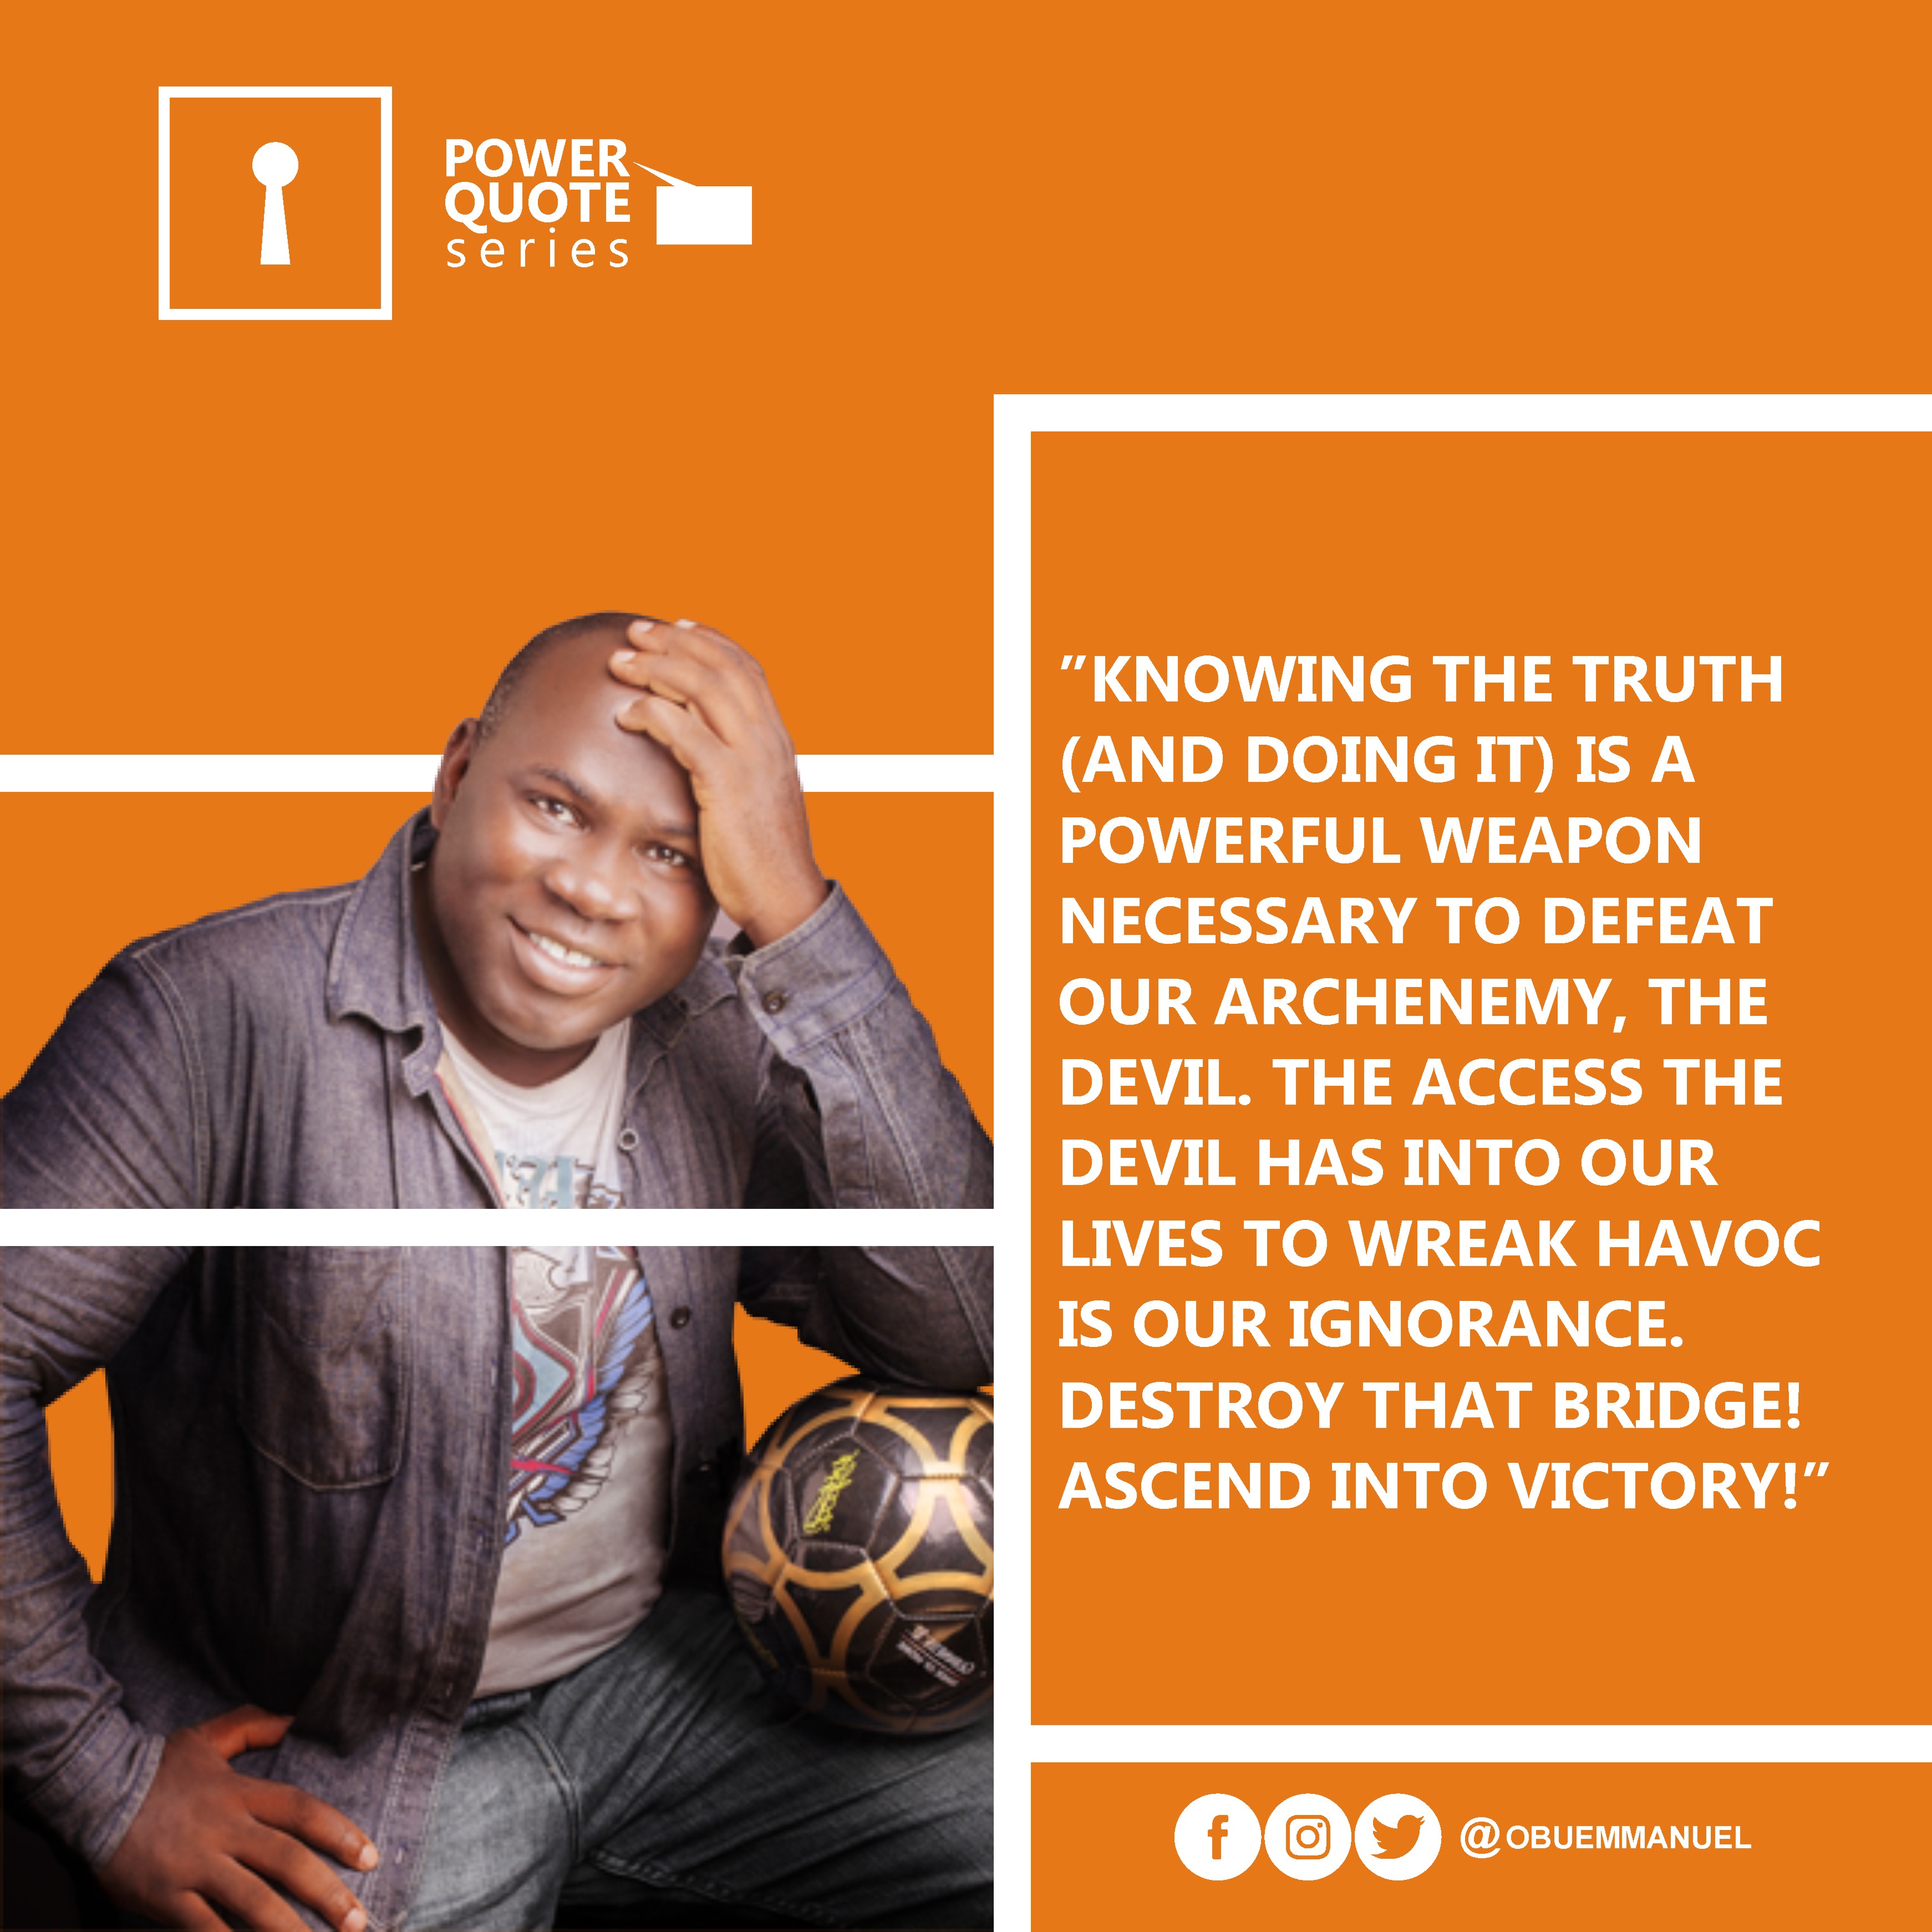 POWER
QUOTE
series
"KNOWING THE TRUTH
(AND DOING IT) IS A
POWERFUL WEAPON
NECESSARY TO DEFEAT
OUR ARCHENEMY, THE
DEVIL. THE ACCESS THE
DEVIL HAS INTO OUR
LIVES TO WREAK HAVOC
IS OUR IGNORANCE.
DESTROY THAT BRIDGE!
ASCEND INTO VICTORY!"
@OBUEMMANUEL